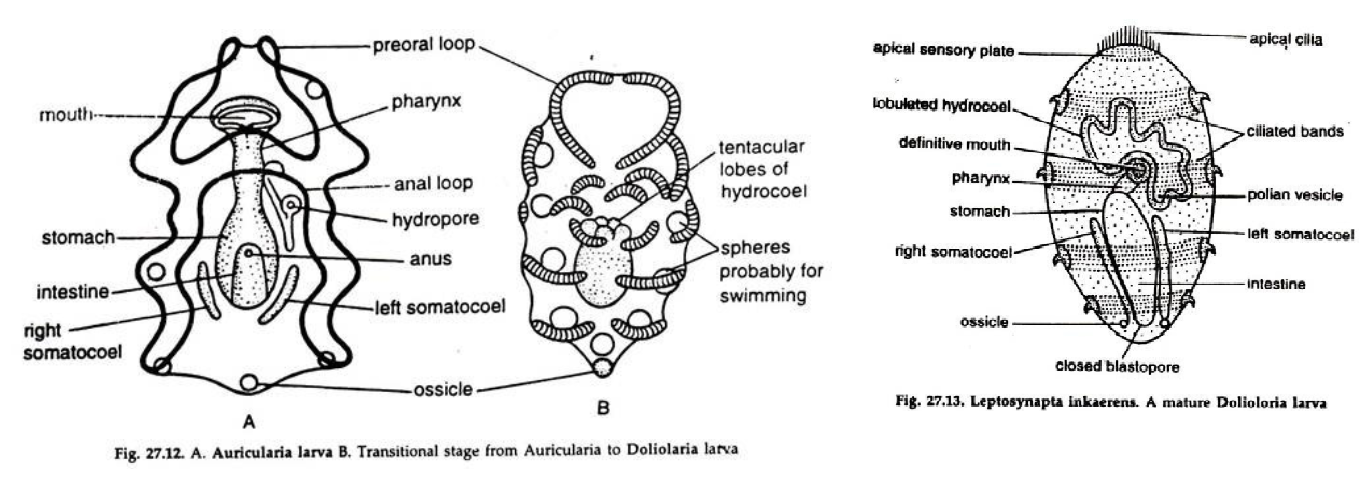 preoral loop
mouth
pharynx
anal loop
hydropore
stomach
anus
intestine
left somatocoel
right
somatocoel
ossicle
A
tentacular
lobes of
hydrocoel
spheres
probably for
swimming
B
Fig. 27.12. A. Auricularia larva B. Transitional stage from Auricularia to Doliolaria larva
apical cilia
apical sensory plate
lobulated hydrocoel
ciliated bands
definitive mouth
pharynx
polian vesicle
stomach
left somatocoel
right somatocoel
intestine
ossicle
closed blastopore
Fig. 27.13. Leptosynapta inkaerens. A mature Dolioloria larva